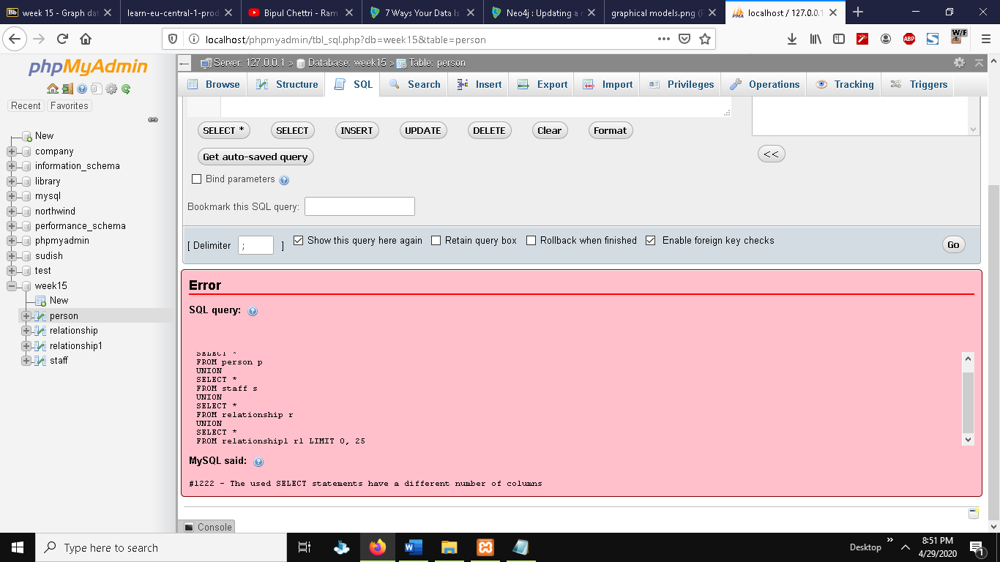 week 15 - Graph dat
learn-eu-central-1-prod
Bipul Chettri - Ram
7 Ways Your Data Is
Neo4j : Updating a n
graphical models.png (P
localhost / 127.0.0.1
localhost/phpmyadmin/tbl_sql.php?db=week15&table=person
phpMyAdmin
Recent
Favorites
New
company
information_schema
library
mysql
northwind
performance_schema
phpmyadmin
sudish
test
week15
New
person
relationship
relationship1
staff
Server: 127.0.0.1 » Database: week15 » Table: person
Browse
Structure
SQL
Search
Insert
Export
Import
Privileges
Operations
Tracking
Triggers
SELECT *
SELECT
INSERT
UPDATE
DELETE
Clear
Format
<<
Get auto-saved query
Bind parameters
Bookmark this SQL query:
[ Delimiter ; ]
Show this query here again
Retain query box
Rollback when finished
Enable foreign key checks
Go
Error
SQL query:
SELECT *
FROM person p
UNION
SELECT *
FROM staff s
UNION
SELECT *
FROM relationship r
UNION
SELECT *
FROM relationship1 r1 LIMIT 0, 25
MySQL said:
#1222 - The used SELECT statements have a different number of columns
Console
Type here to search
Desktop
8:51 PM
4/29/2020
1